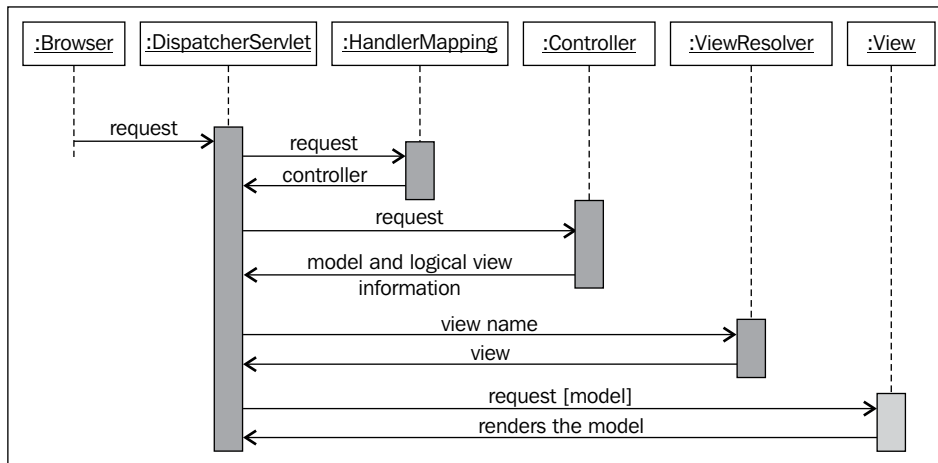 :Browser
:DispatcherServlet
:HandlerMapping
:Controller
:ViewResolver
:View
request
request
controller
request
model and logical view
information
view name
view
request [model]
renders the model